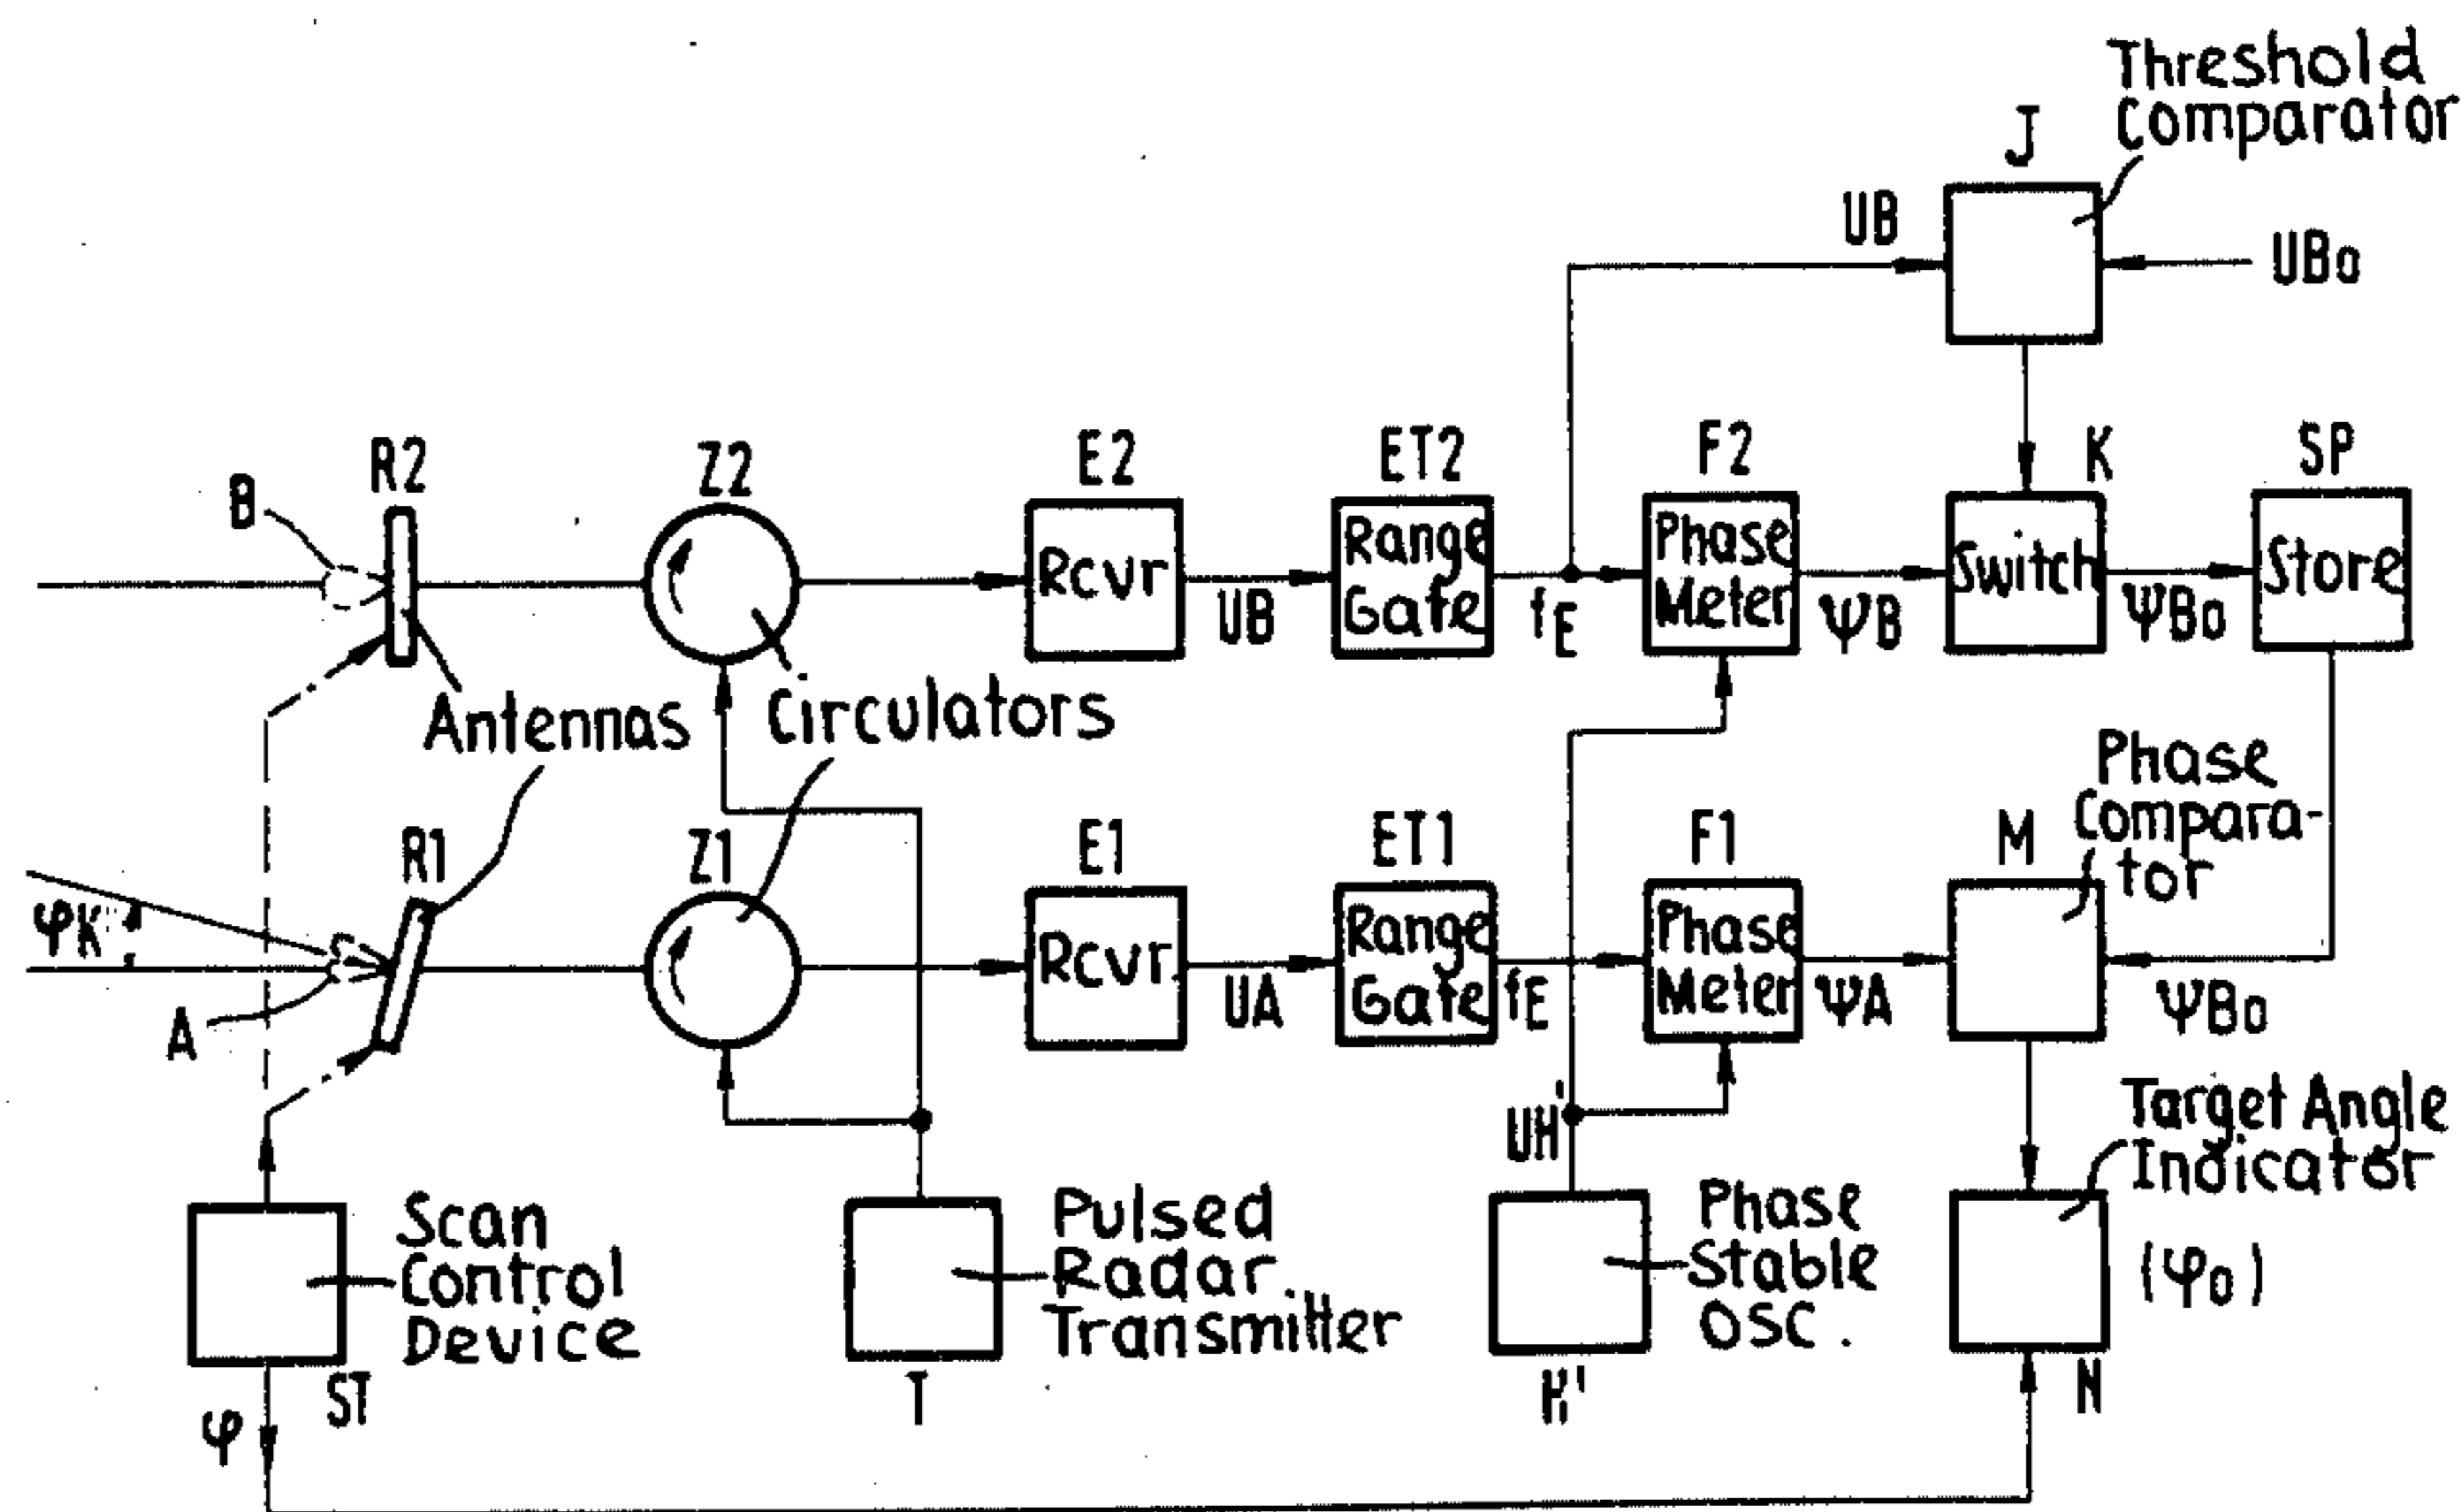 Threshold
Comparator
J
UB
UBo
B
R2
Z2
E2
ET2
F2
K
SP
Rcvr
UB
Range
Gate
fE
Phase
Meter
ψB
Switch
ψBo
Store
Antennas
Circulators
Phase
Compara-
tor
φK
R1
Z1
E1
ET1
F1
M
A
Rcvr.
UA
Range
Gate
fE
Phase
Meter
ψA
ψBo
UH'
Target Angle
Indicator
(φo)
Scan
Control
Device
ST
φ
Pulsed
Radar
Transmitter
T
Phase
Stable
OSC.
N